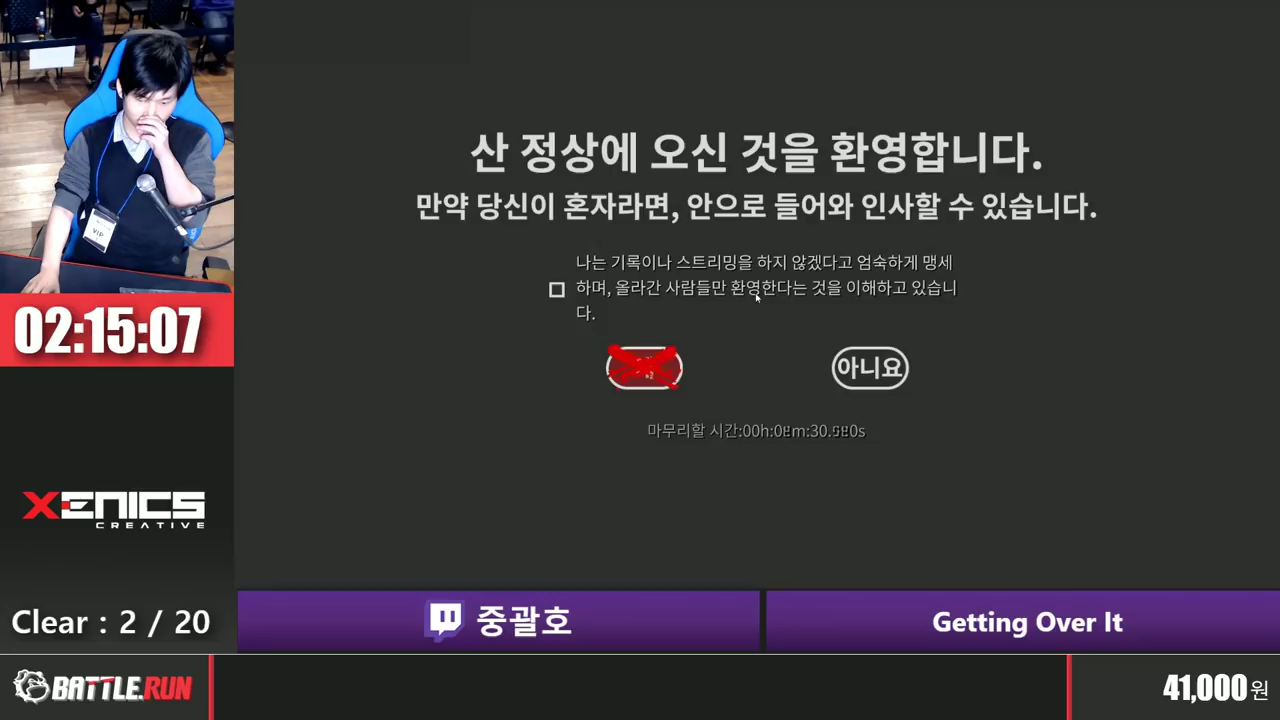 산 정상에 오신 것을 환영합니다.
만약 당신이 혼자라면, 안으로 들어와 인사할 수 있습니다.
나는 기록이나 스트리밍을 하지 않겠다고 엄숙하게 맹세
하며, 올라간 사람들만 환영한다는 것을 이해하고 있습니
다.
아니요
마무리할 시간:00h:08m:30.
VIP
02:15:07
XENICS
CREATIVE
Clear : 2 / 20
중괄호
Getting Over It
BATTLE.RUN
41,000원